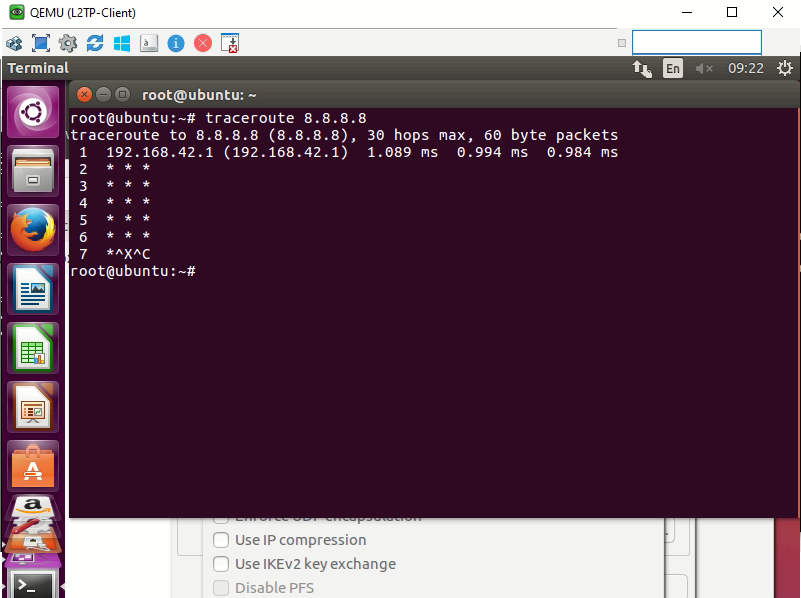 QEMU (L2TP-Client)
Terminal
En
09:22
root@ubuntu: ~
root@ubuntu:~# traceroute 8.8.8.8
traceroute to 8.8.8.8 (8.8.8.8), 30 hops max, 60 byte packets
1 192.168.42.1 (192.168.42.1) 1.089 ms 0.994 ms 0.984 ms
2 * * *
3 * * *
4 * * *
5 * * *
6 * * *
7 *^X^C
root@ubuntu:~#
Enforce UDP encapsulation
Use IP compression
Use IKEv2 key exchange
Disable PFS